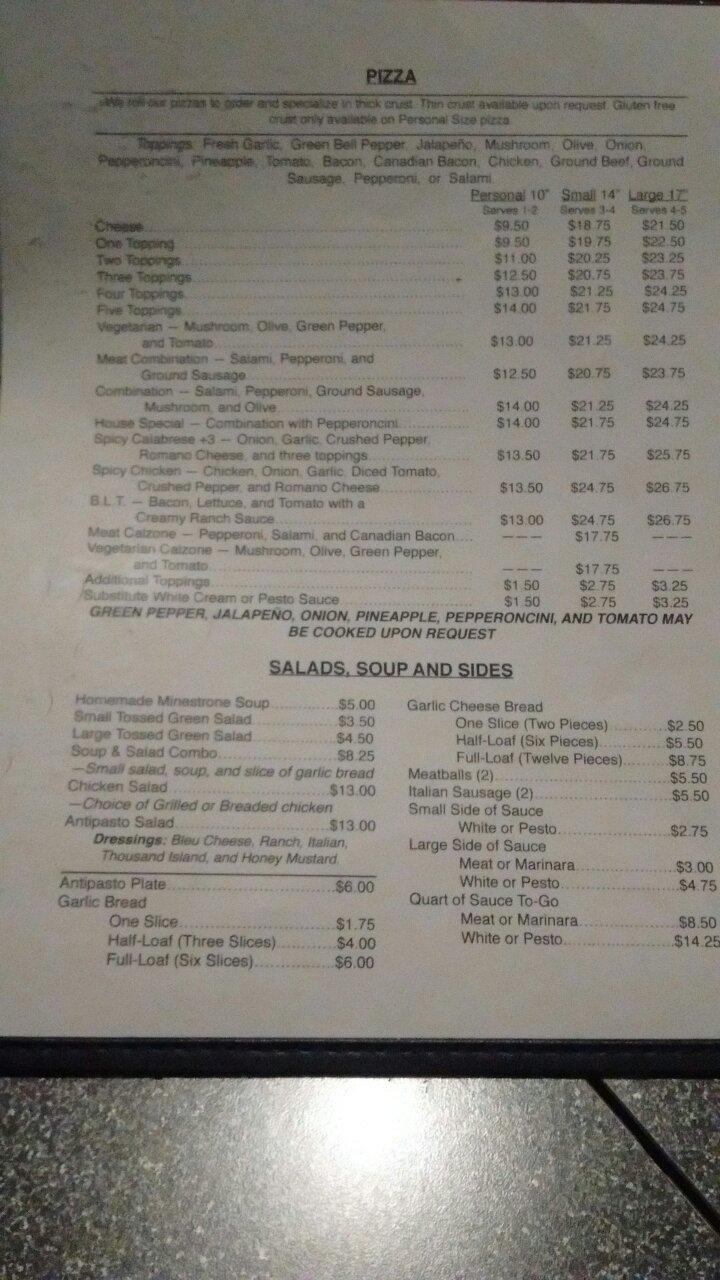 PIZZA
We roll our pizzas to order and specialize in thick crust. Thin crust available upon request. Gluten free
crust only available on Personal Size pizza.
Toppings: Fresh Garlic, Green Bell Pepper, Jalapeño, Mushroom, Olive, Onion,
Pepperoncini, Pineapple, Tomato, Bacon, Canadian Bacon, Chicken, Ground Beef, Ground
Sausage, Pepperoni, or Salami.
Personal 10" Small 14" Large 17"
Serves 1-2 Serves 3-4 Serves 4-5
Cheese $9.50 $18.75 $21.50
One Topping $9.50 $19.75 $22.50
Two Toppings $11.00 $20.25 $23.25
Three Toppings $12.50 $20.75 $23.75
Four Toppings $13.00 $21.25 $24.25
Five Toppings $14.00 $21.75 $24.75
Vegetarian — Mushroom, Olive, Green Pepper,
and Tomato $13.00 $21.25 $24.25
Meat Combination — Salami, Pepperoni, and
Ground Sausage $12.50 $20.75 $23.75
Combination — Salami, Pepperoni, Ground Sausage,
Mushroom, and Olive $14.00 $21.25 $24.25
House Special — Combination with Pepperoncini $14.00 $21.75 $24.75
Spicy Calabrese +3 — Onion, Garlic, Crushed Pepper,
Romano Cheese, and three toppings $13.50 $21.75 $25.75
Spicy Chicken — Chicken, Onion, Garlic, Diced Tomato,
Crushed Pepper, and Romano Cheese $13.50 $24.75 $26.75
B.L.T. — Bacon, Lettuce, and Tomato with a
Creamy Ranch Sauce $13.00 $24.75 $26.75
Meat Calzone — Pepperoni, Salami, and Canadian Bacon.... ——— $17.75 ———
Vegetarian Calzone — Mushroom, Olive, Green Pepper,
and Tomato ——— $17.75 ———
Additional Toppings $1.50 $2.75 $3.25
Substitute White Cream or Pesto Sauce $1.50 $2.75 $3.25
GREEN PEPPER, JALAPEÑO, ONION, PINEAPPLE, PEPPERONCINI, AND TOMATO MAY
BE COOKED UPON REQUEST
SALADS, SOUP AND SIDES
Homemade Minestrone Soup $5.00
Small Tossed Green Salad $3.50
Large Tossed Green Salad $4.50
Soup & Salad Combo $8.25
—Small salad, soup, and slice of garlic bread
Chicken Salad $13.00
—Choice of Grilled or Breaded chicken
Antipasto Salad $13.00
Dressings: Bleu Cheese, Ranch, Italian,
Thousand Island, and Honey Mustard.
Antipasto Plate $6.00
Garlic Bread
One Slice $1.75
Half-Loaf (Three Slices) $4.00
Full-Loaf (Six Slices) $6.00
Garlic Cheese Bread
One Slice (Two Pieces) $2.50
Half-Loaf (Six Pieces) $5.50
Full-Loaf (Twelve Pieces) $8.75
Meatballs (2) $5.50
Italian Sausage (2) $5.50
Small Side of Sauce
White or Pesto $2.75
Large Side of Sauce
Meat or Marinara $3.00
White or Pesto $4.75
Quart of Sauce To-Go
Meat or Marinara $8.50
White or Pesto $14.25